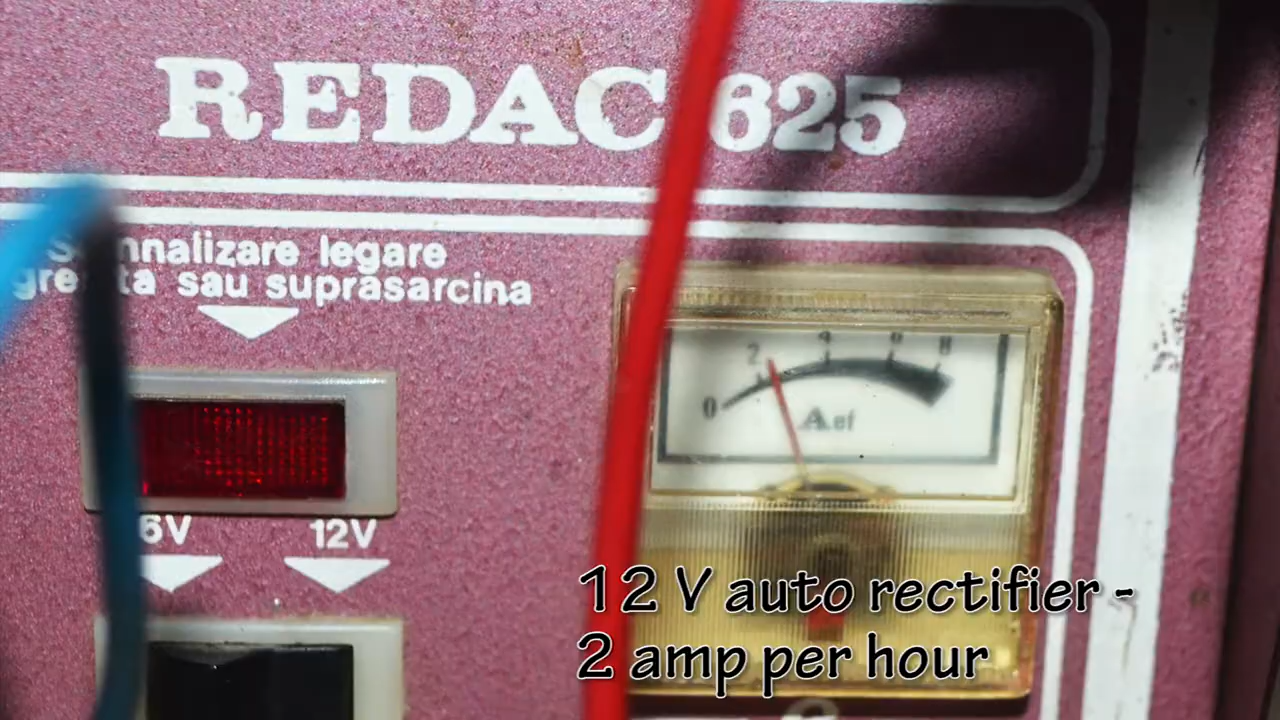 REDAC 625
legare
sau suprasarcina
2 4 6 8
0
Aef
6V 12V
12 V auto rectifier -
2 amp per hour